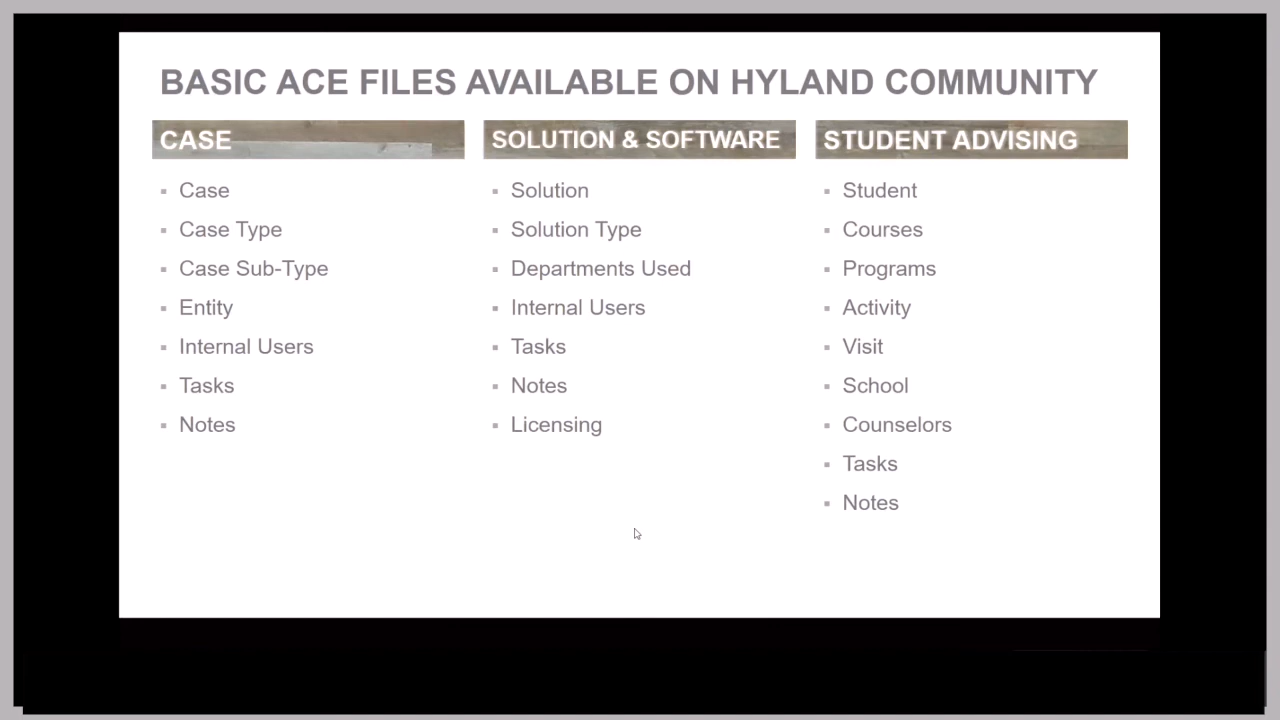 BASIC ACE FILES AVAILABLE ON HYLAND COMMUNITY
CASE
Case
Case Type
Case Sub-Type
Entity
Internal Users
Tasks
Notes
SOLUTION & SOFTWARE
Solution
Solution Type
Departments Used
Internal Users
Tasks
Notes
Licensing
STUDENT ADVISING
Student
Courses
Programs
Activity
Visit
School
Counselors
Tasks
Notes